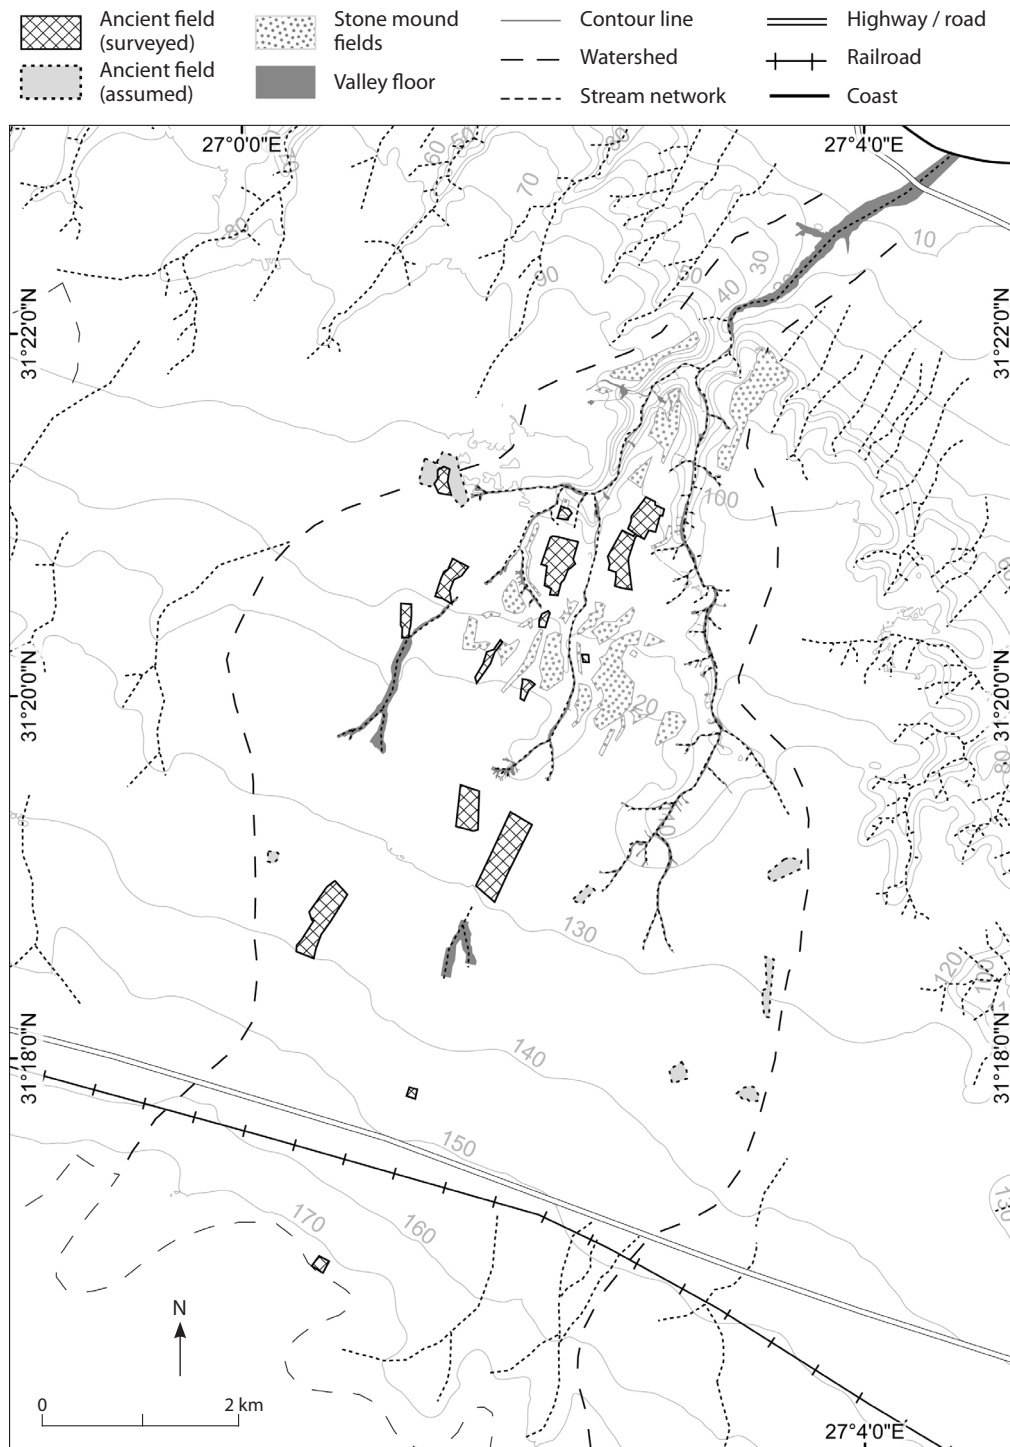 Ancient field
(surveyed)
Ancient field
(assumed)
Stone mound
fields
Valley floor
Contour line
Watershed
Stream network
Highway / road
Railroad
Coast
27°0'0"E
27°4'0"E
60
50
70
80
90
50
40
30
10
31°22'0"N
31°22'0"N
100
31°20'0"N
31°20'0"N
20
80
130
120
100
140
31°18'0"N
31°18'0"N
150
160
170
130
N
0
2 km
27°4'0"E